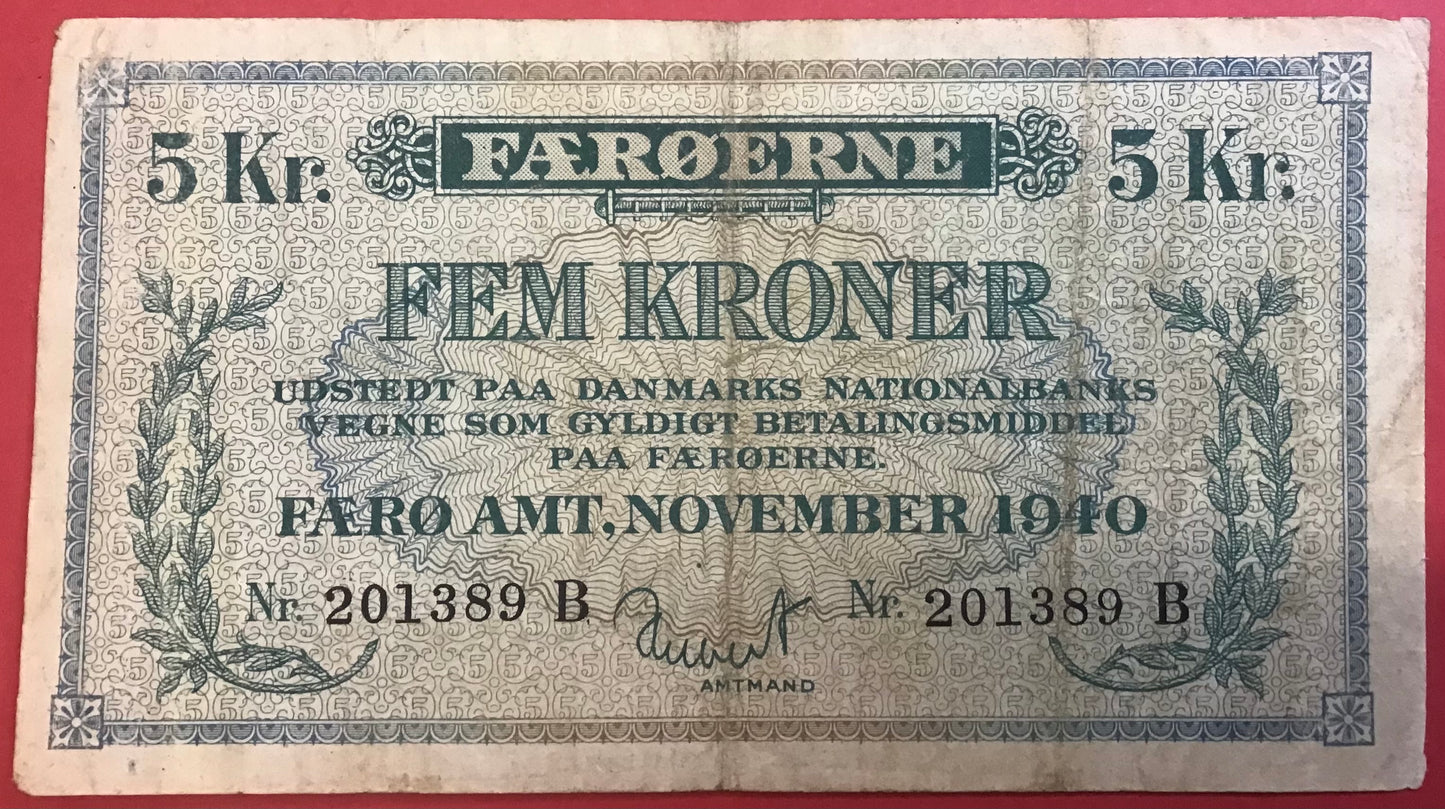 5 Kr. FÆRØERNE 5 Kr.
FEM KRONER
UDSTEDT PAA DANMARKS NATIONALBANKS
VEGNE SOM GYLDIGT BETALINGSMIDDEL
PAA FÆRØERNE.
FÆRØ AMT, NOVEMBER 1940
Nr. 201389 B Nr. 201389 B
AMTMAND